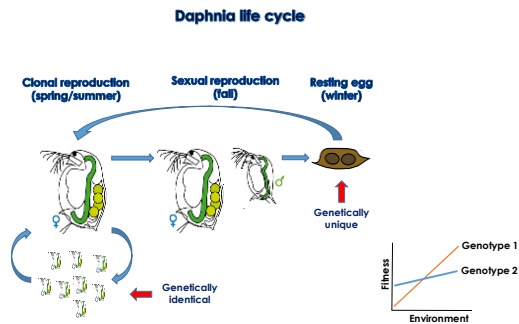 Daphnia life cycle
Clonal reproduction
(spring/summer)
Sexual reproduction
(fall)
Resting egg
(winter)
♀
♀
♂
Genetically
unique
Genetically
identical
Fitness
Genotype 1
Genotype 2
Environment